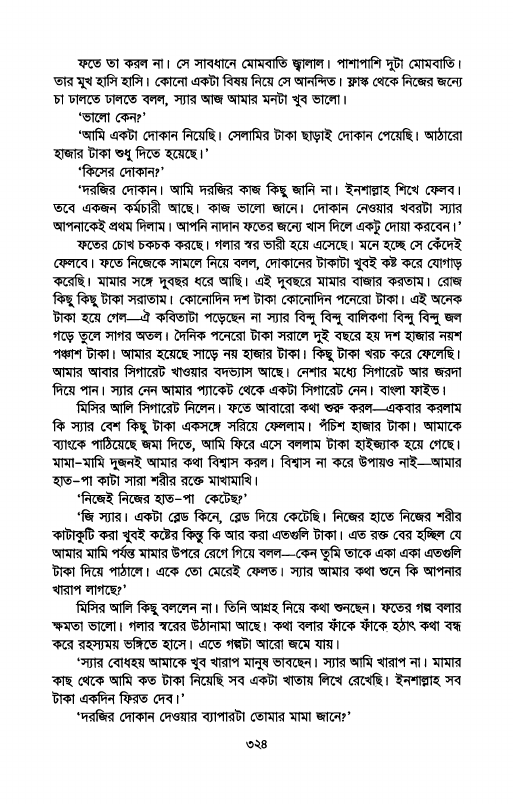 ফতে তা করল না। সে সাবধানে মোমবাতি জ্বালাল। পাশাপাশি দুটা মোমবাতি।
তার মুখ হাসি হাসি। কোনো একটা বিষয় নিয়ে সে আনন্দিত। ফ্লাস্ক থেকে নিজের জন্যে
চা ঢালতে ঢালতে বলল, স্যার আজ আমার মনটা খুব ভালো।
‘ভালো কেন?’
‘আমি একটা দোকান নিয়েছি। সেলামির টাকা ছাড়াই দোকান পেয়েছি। আঠারো
হাজার টাকা শুধু দিতে হয়েছে।’
‘কিসের দোকান?’
‘দরজির দোকান। আমি দরজির কাজ কিছু জানি না। ইনশাল্লাহ শিখে ফেলব।
তবে একজন কর্মচারী আছে। কাজ ভালো জানে। দোকান নেওয়ার খবরটা স্যার
আপনাকেই প্রথম দিলাম। আপনি নাদান ফতের জন্যে খাস দিলে একটু দোয়া করবেন।’
ফতের চোখ চকচক করছে। গলার স্বর ভারী হয়ে এসেছে। মনে হচ্ছে সে কেঁদেই
ফেলবে। ফতে নিজেকে সামলে নিয়ে বলল, দোকানের টাকাটা খুবই কষ্ট করে যোগাড়
করেছি। মামার সঙ্গে দুবছর ধরে আছি। এই দুবছরে মামার বাজার করতাম। রোজ
কিছু কিছু টাকা সরাতাম। কোনোদিন দশ টাকা কোনোদিন পনেরো টাকা। এই অনেক
টাকা হয়ে গেল—ঐ কবিতাটা পড়েছেন না স্যার বিন্দু বিন্দু বালিকণা বিন্দু বিন্দু জল
গড়ে তুলে সাগর অতল। দৈনিক পনেরো টাকা সরালে দুই বছরে হয় দশ হাজার নয়শ
পঞ্চাশ টাকা। আমার হয়েছে সাড়ে নয় হাজার টাকা। কিছু টাকা খরচ করে ফেলেছি।
আমার আবার সিগারেট খাওয়ার বদভ্যাস আছে। নেশার মধ্যে সিগারেট আর জরদা
দিয়ে পান। স্যার নেন আমার প্যাকেট থেকে একটা সিগারেট নেন। বাংলা ফাইভ।
মিসির আলি সিগারেট নিলেন। ফতে আবারো কথা শুরু করল—একবার করলাম
কি স্যার বেশ কিছু টাকা একসঙ্গে সরিয়ে ফেললাম। পঁচিশ হাজার টাকা। আমাকে
ব্যাংকে পাঠিয়েছে জমা দিতে, আমি ফিরে এসে বললাম টাকা হাইজ্যাক হয়ে গেছে।
মামা-মামি দুজনই আমার কথা বিশ্বাস করল। বিশ্বাস না করে উপায়ও নাই—আমার
হাত-পা কাটা সারা শরীর রক্তে মাখামাখি।
‘নিজেই নিজের হাত-পা কেটেছ?’
‘জি স্যার। একটা ব্লেড কিনে, ব্লেড দিয়ে কেটেছি। নিজের হাতে নিজের শরীর
কাটাকুটি করা খুবই কষ্টের কিন্তু কি আর করা এতগুলি টাকা। এত রক্ত বের হচ্ছিল যে
আমার মামি পর্যন্ত মামার উপরে রেগে গিয়ে বলল—কেন তুমি তাকে একা একা এতগুলি
টাকা দিয়ে পাঠালে। একে তো মেরেই ফেলত। স্যার আমার কথা শুনে কি আপনার
খারাপ লাগছে?’
মিসির আলি কিছু বললেন না। তিনি আগ্রহ নিয়ে কথা শুনছেন। ফতের গল্প বলার
ক্ষমতা ভালো। গলার স্বরের উঠানামা আছে। কথা বলার ফাঁকে ফাঁকে হঠাৎ কথা বন্ধ
করে রহস্যময় ভঙ্গিতে হাসে। এতে গল্পটা আরো জমে যায়।
‘স্যার বোধহয় আমাকে খুব খারাপ মানুষ ভাবছেন। স্যার আমি খারাপ না। মামার
কাছ থেকে আমি কত টাকা নিয়েছি সব একটা খাতায় লিখে রেখেছি। ইনশাল্লাহ সব
টাকা একদিন ফিরত দেব।’
‘দরজির দোকান দেওয়ার ব্যাপারটা তোমার মামা জানে?’
৩২৪